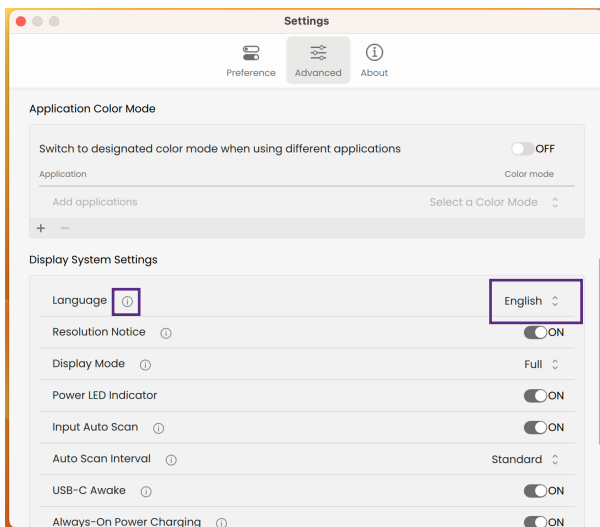 Settings
Preference Advanced About
Application Color Mode
Switch to designated color mode when using different applications OFF
Application Color mode
Add applications Select a Color Mode
+ −
Display System Settings
Language English
Resolution Notice ON
Display Mode Full
Power LED Indicator ON
Input Auto Scan ON
Auto Scan Interval Standard
USB-C Awake ON
Always-On Power Charging ON